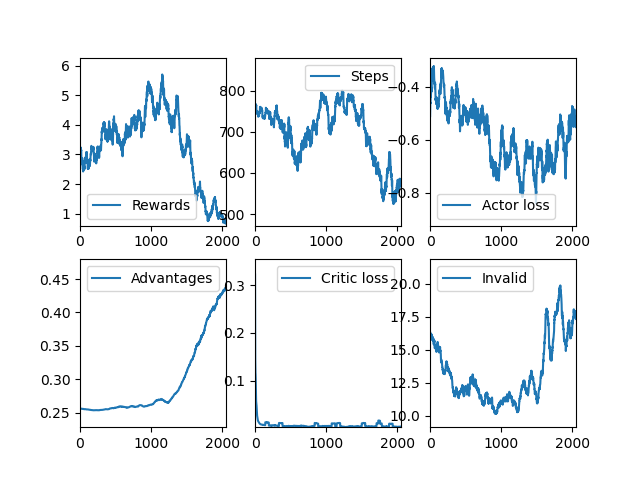 6
5
4
3
2
1
0 1000 2000
Rewards
800
700
600
500
0 1000 2000
Steps
−0.4
−0.6
−0.8
0 1000 2000
Actor loss
0.45
0.40
0.35
0.30
0.25
0 1000 2000
Advantages
0.3
0.2
0.1
0 1000 2000
Critic loss
20.0
17.5
15.0
12.5
10.0
0 1000 2000
Invalid